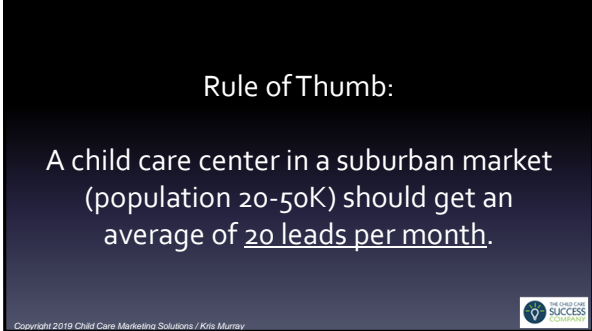 Rule of Thumb:
A child care center in a suburban market
(population 20-50K) should get an
average of 20 leads per month.
Copyright 2019 Child Care Marketing Solutions / Kris Murray
THE CHILD CARE
SUCCESS
COMPANY